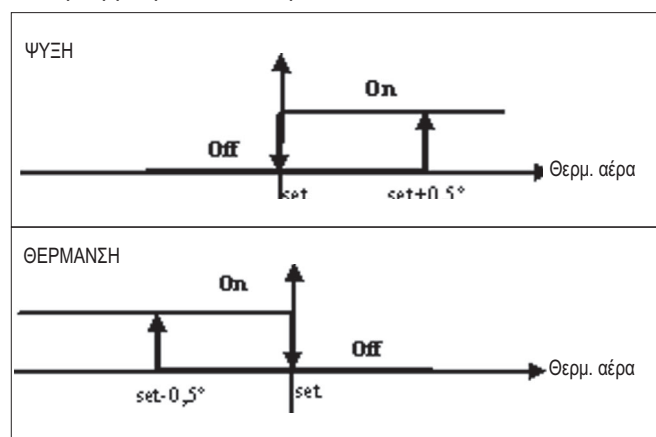 ΨΥΞΗ
On
Off
Θερμ. αέρα
set
set+0,5°
ΘΕΡΜΑΝΣΗ
On
Off
Θερμ. αέρα
set-0,5°
set